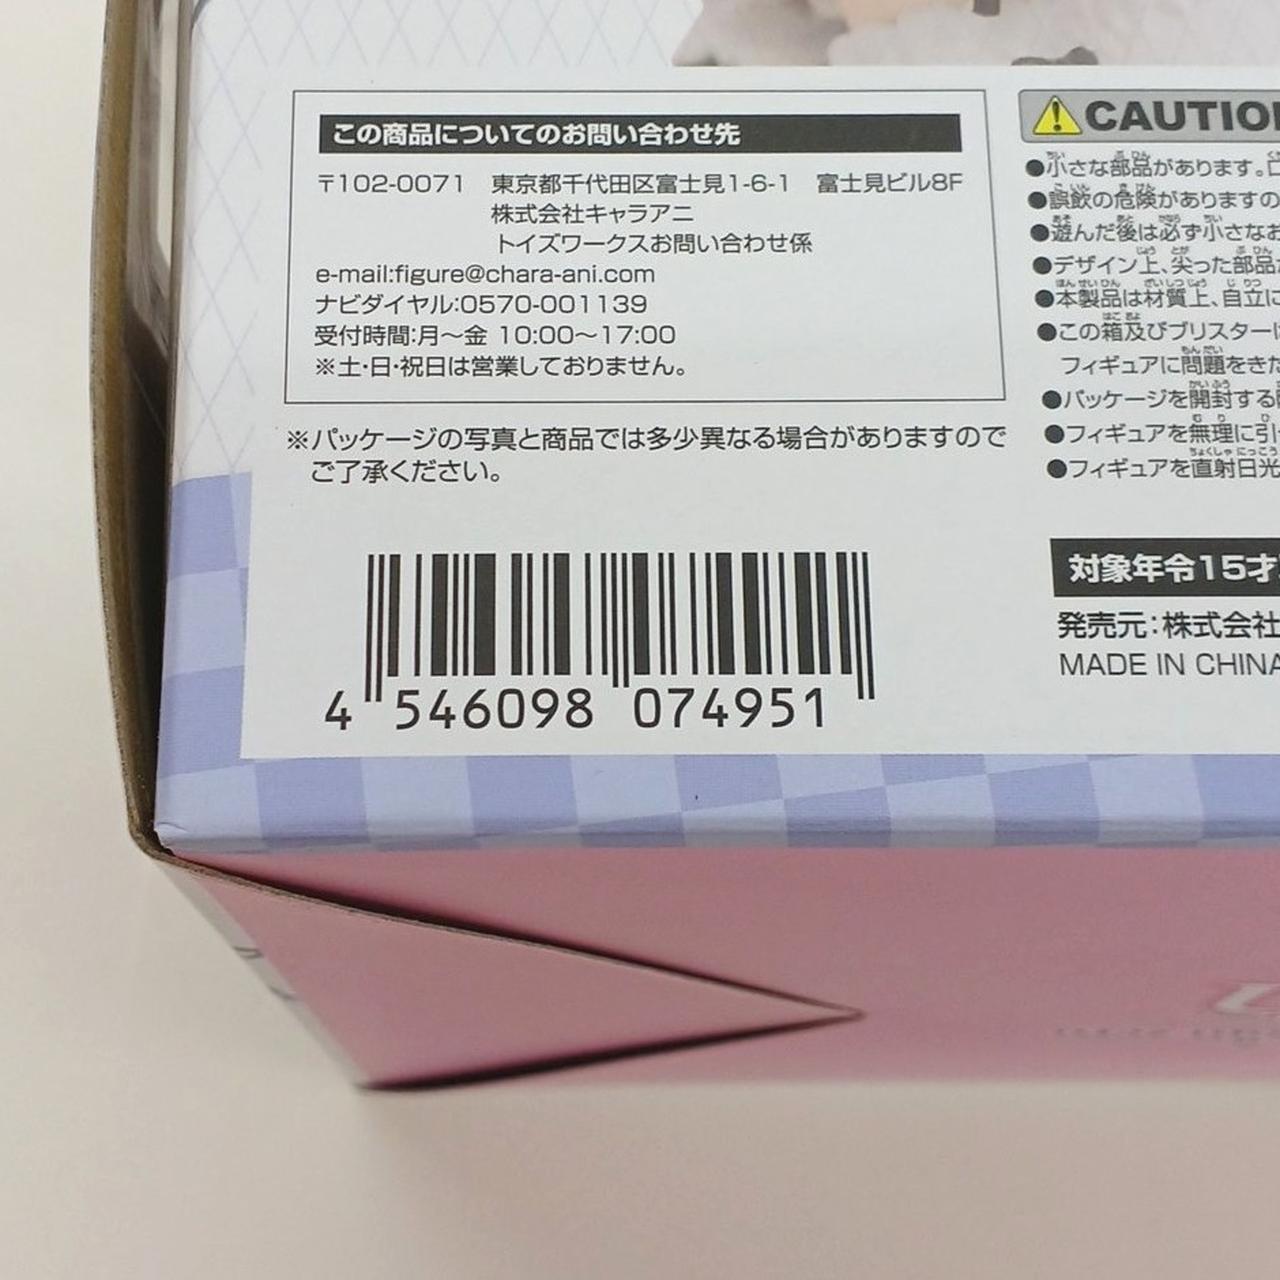 この商品についてのお問い合わせ先
〒102-0071 東京都千代田区富士見1-6-1 富士見ビル8F
株式会社キャラアニ
トイズワークスお問い合わせ係
e-mail:figure@chara-ani.com
ナビダイヤル:0570-001139
受付時間:月〜金 10:00〜17:00
※土・日・祝日は営業しておりません。
※パッケージの写真と商品では多少異なる場合がありますので
ご了承ください。
4 546098 074951
CAUTIO
●小さな部品があります。口
●誤飲の危険がありますの
●遊んだ後は必ず小さなお
●デザイン上、尖った部品
●本製品は材質上、自立に
●この箱及びブリスターは
フィギュアに問題をきた
●パッケージを開封する
●フィギュアを無理に引
●フィギュアを直射日光
対象年令15才
発売元:株式会社
MADE IN CHINA